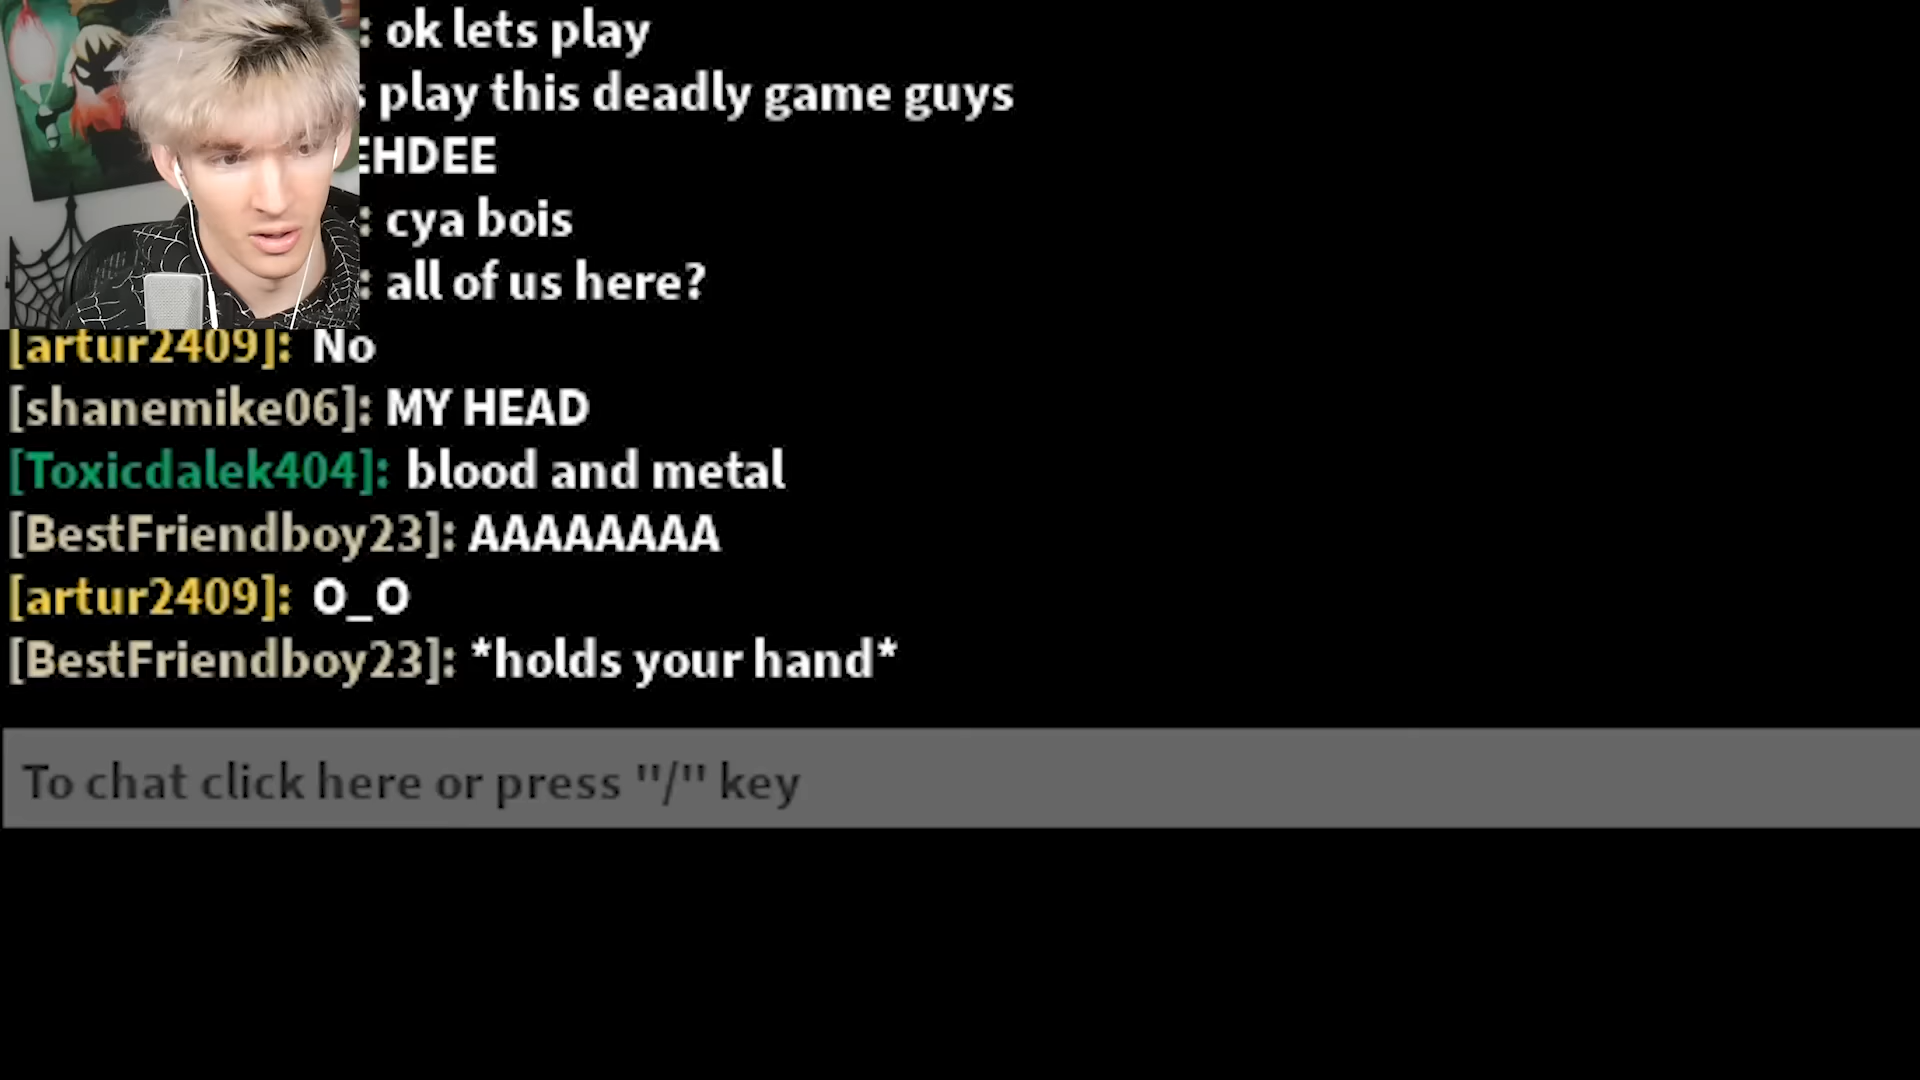 : ok lets play
play this deadly game guys
EHDEE
: cya bois
: all of us here?
[artur2409]: No
[shanemike06]: MY HEAD
[Toxicdalek404]: blood and metal
[BestFriendboy23]: AAAAAAAA
[artur2409]: O_O
[BestFriendboy23]: *holds your hand*
To chat click here or press "/" key